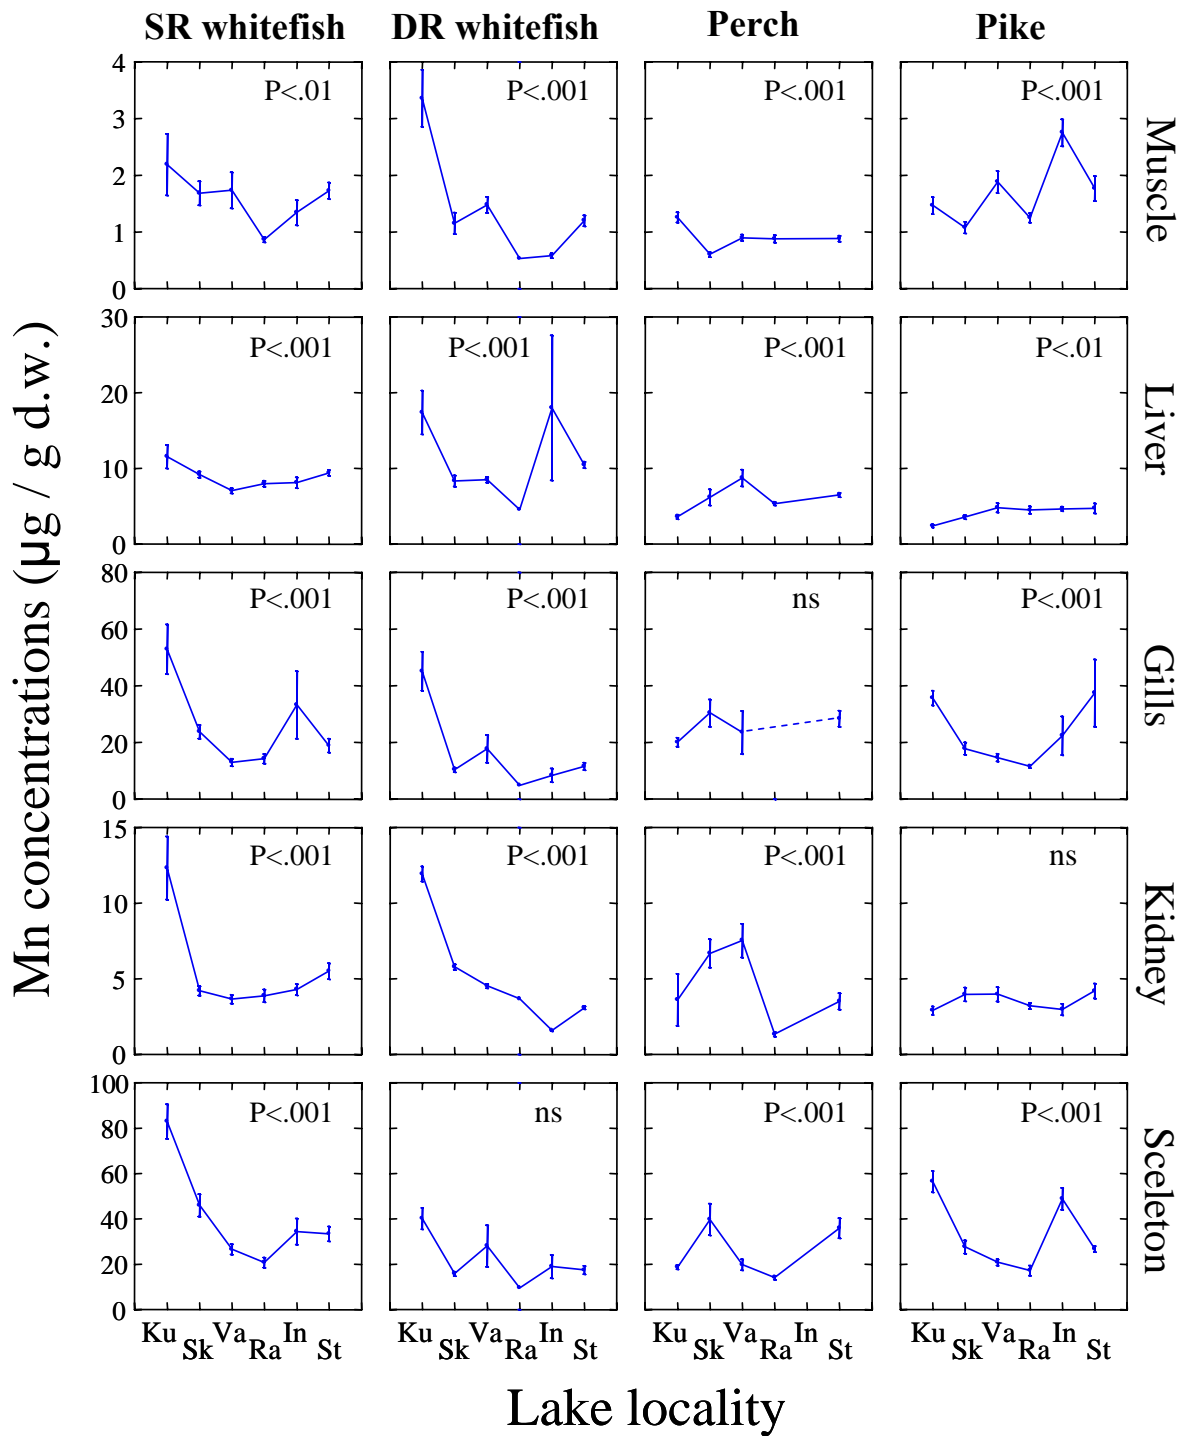 SR whitefish DR whitefish Perch Pike
4 P<.01 P<.001 P<.001 P<.001
3
2
1
0
Muscle
30 P<.001 P<.001 P<.001 P<.01
20
10
0
Liver
80 P<.001 P<.001 ns P<.001
60
40
20
0
Gills
15 P<.001 P<.001 P<.001 ns
10
5
0
Kidney
100 P<.001 ns P<.001 P<.001
80
60
40
20
0
Sceleton
Mn concentrations (µg / g d.w.)
Ku Sk Va Ra In St Ku Sk Va Ra In St Ku Sk Va Ra In St Ku Sk Va Ra In St
Lake locality